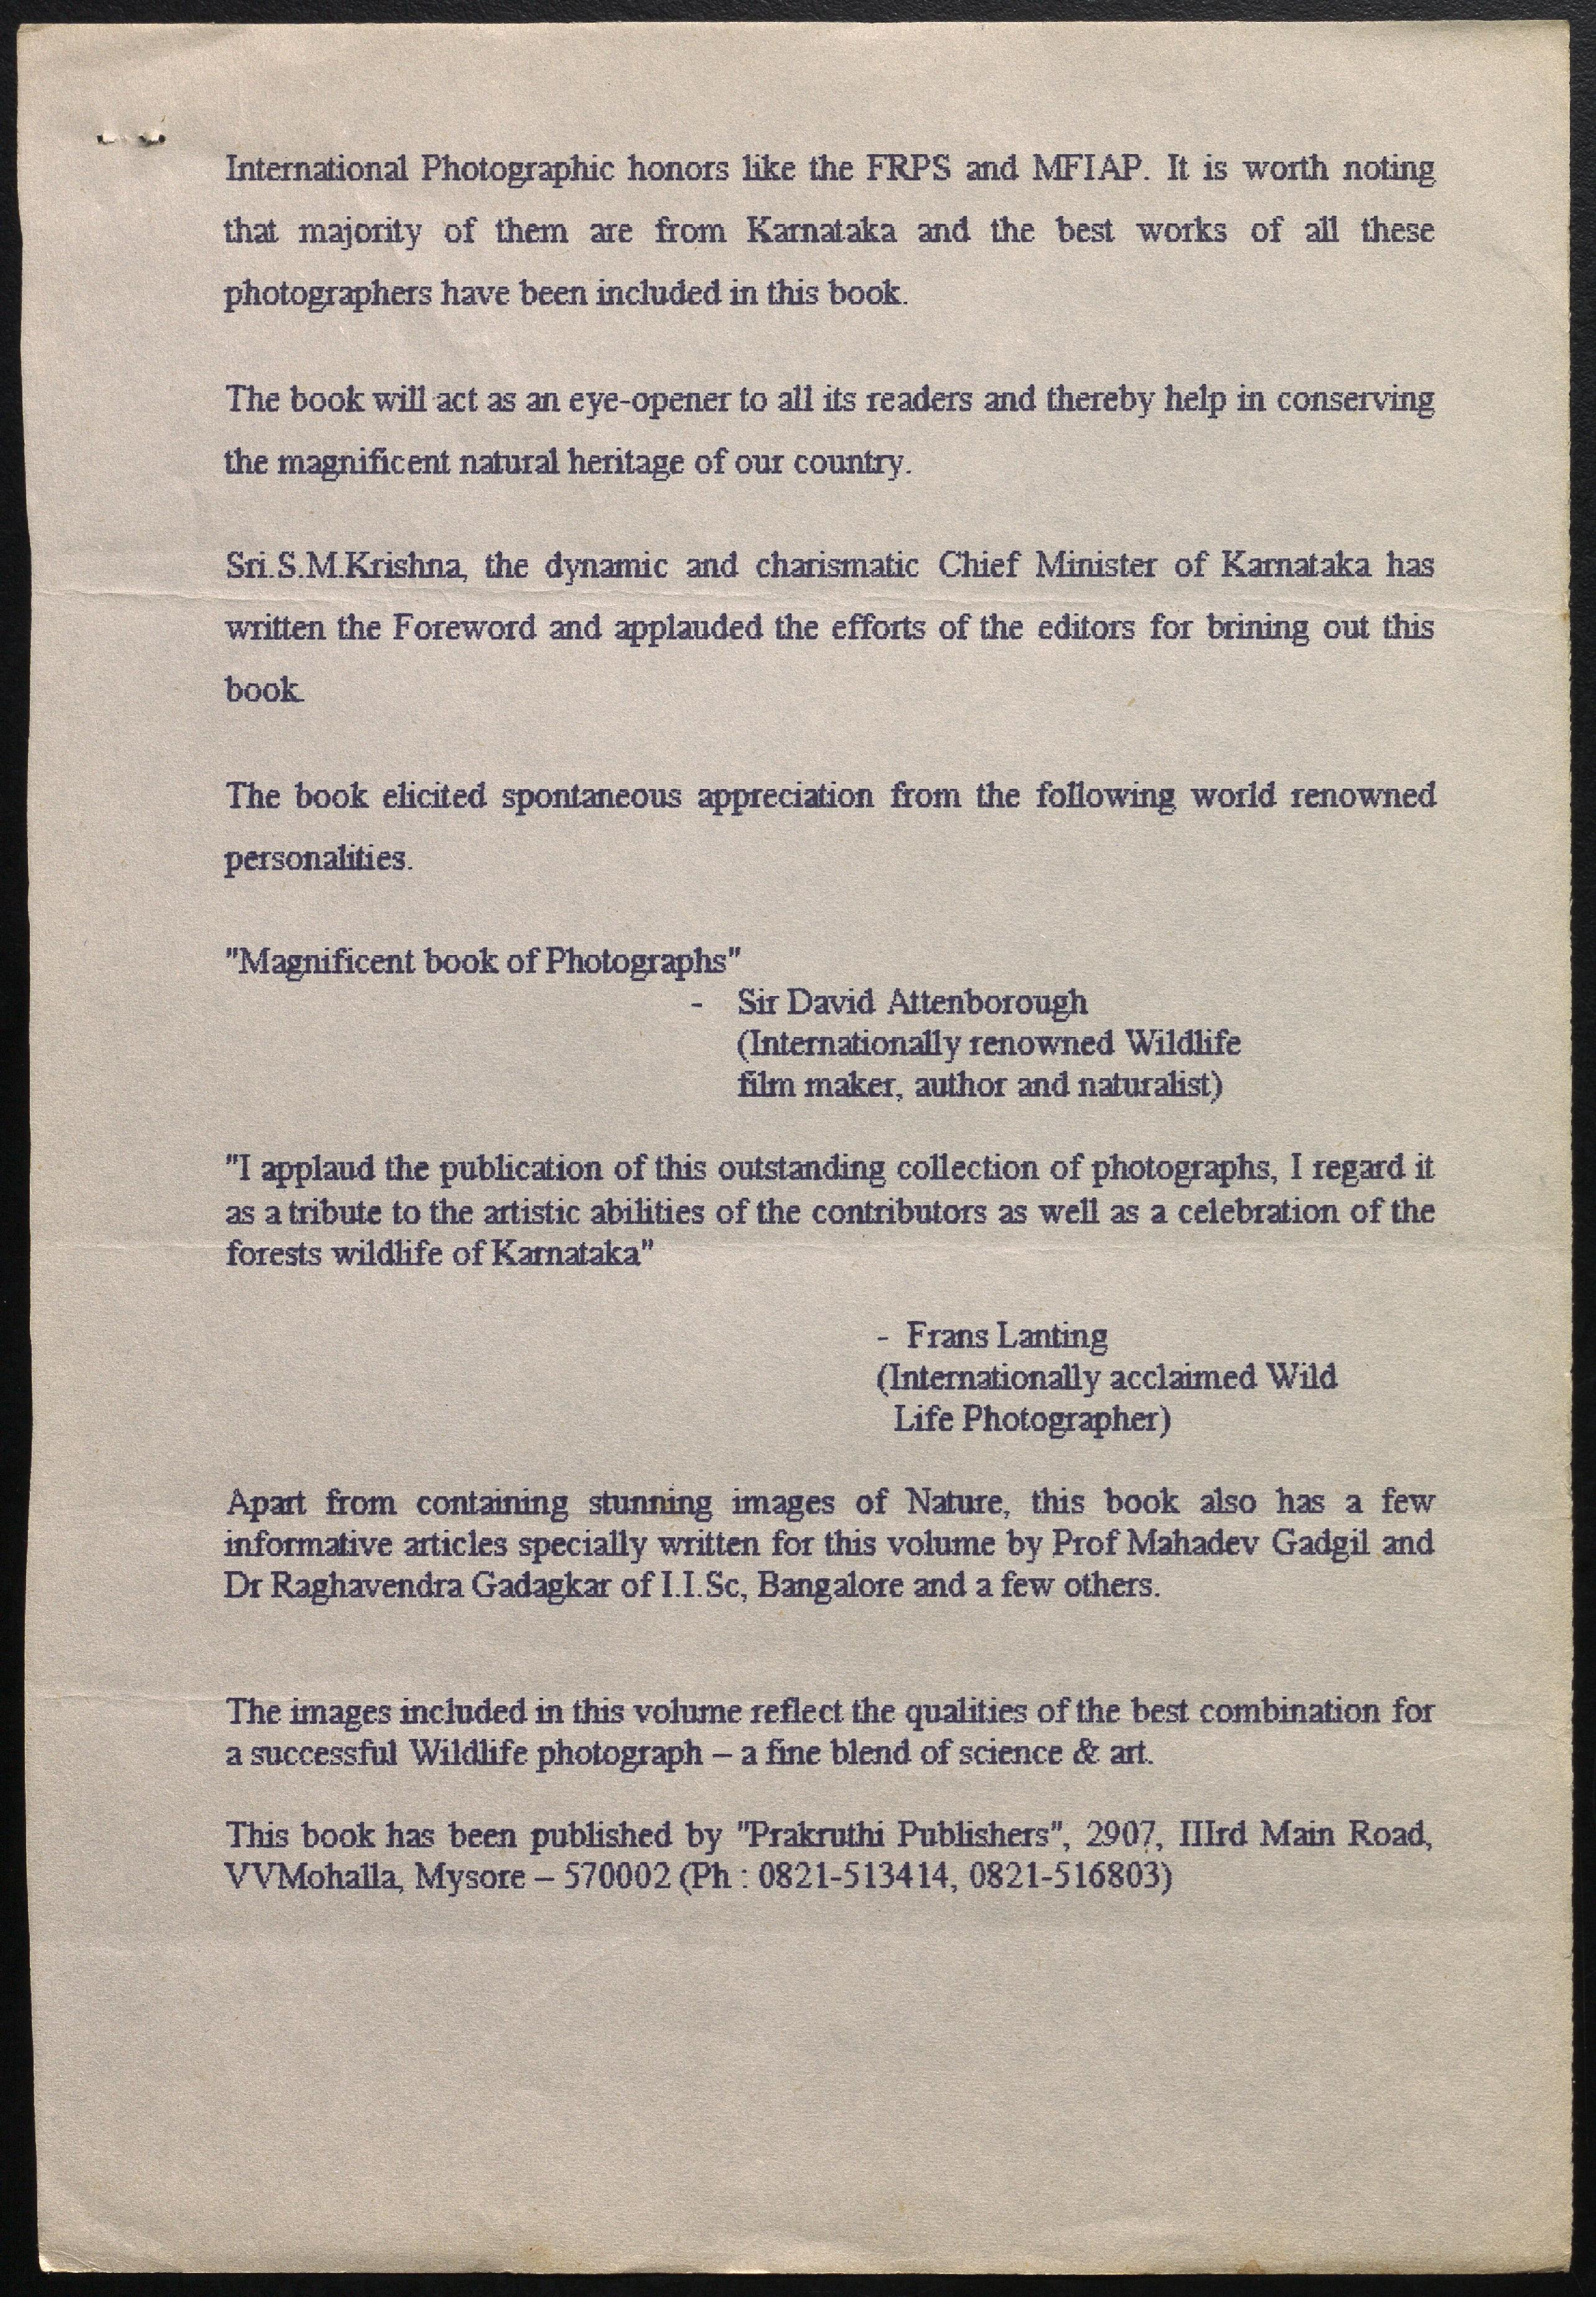 International Photographic honors like the FRPS and MFIAP. It is worth noting
that majority of them are from Karnataka and the best works of all these
photographers have been included in this book.
The book will act as an eye-opener to all its readers and thereby help in conserving
the magnificent natural heritage of our country.
Sri.S.M.Krishna, the dynamic and charismatic Chief Minister of Karnataka has
written the Foreword and applauded the efforts of the editors for brining out this
book.
The book elicited spontaneous appreciation from the following world renowned
personalities.
"Magnificent book of Photographs"
- Sir David Attenborough
(Internationally renowned Wildlife
film maker, author and naturalist)
"I applaud the publication of this outstanding collection of photographs, I regard it
as a tribute to the artistic abilities of the contributors as well as a celebration of the
forests wildlife of Karnataka"
- Frans Lanting
(Internationally acclaimed Wild
Life Photographer)
Apart from containing stunning images of Nature, this book also has a few
informative articles specially written for this volume by Prof Mahadev Gadgil and
Dr Raghavendra Gadagkar of I.I.Sc, Bangalore and a few others.
The images included in this volume reflect the qualities of the best combination for
a successful Wildlife photograph – a fine blend of science & art.
This book has been published by "Prakruthi Publishers", 2907, IIIrd Main Road,
VVMohalla, Mysore – 570002 (Ph : 0821-513414, 0821-516803)